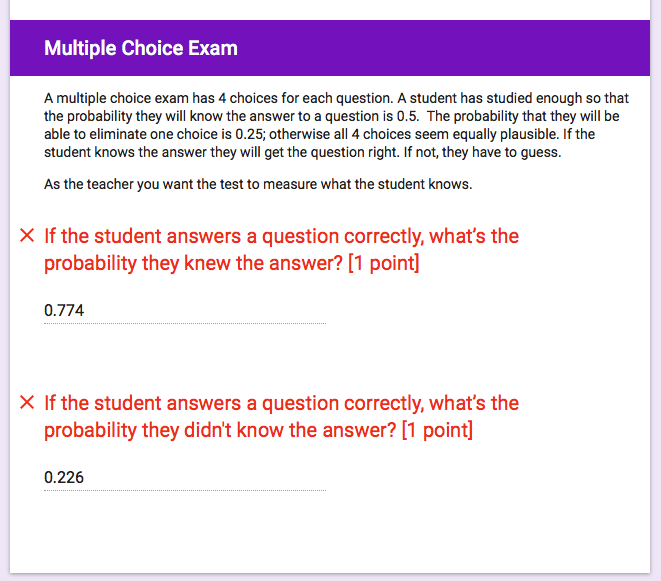 Multiple Choice Exam
A multiple choice exam has 4 choices for each question. A student has studied enough so that
the probability they will know the answer to a question is 0.5.  The probability that they will be
able to eliminate one choice is 0.25; otherwise all 4 choices seem equally plausible. If the
student knows the answer they will get the question right. If not, they have to guess.
As the teacher you want the test to measure what the student knows.
If the student answers a question correctly, what's the
probability they knew the answer? [1 point]
0.774
If the student answers a question correctly, what's the
probability they didn't know the answer? [1 point]
0.226